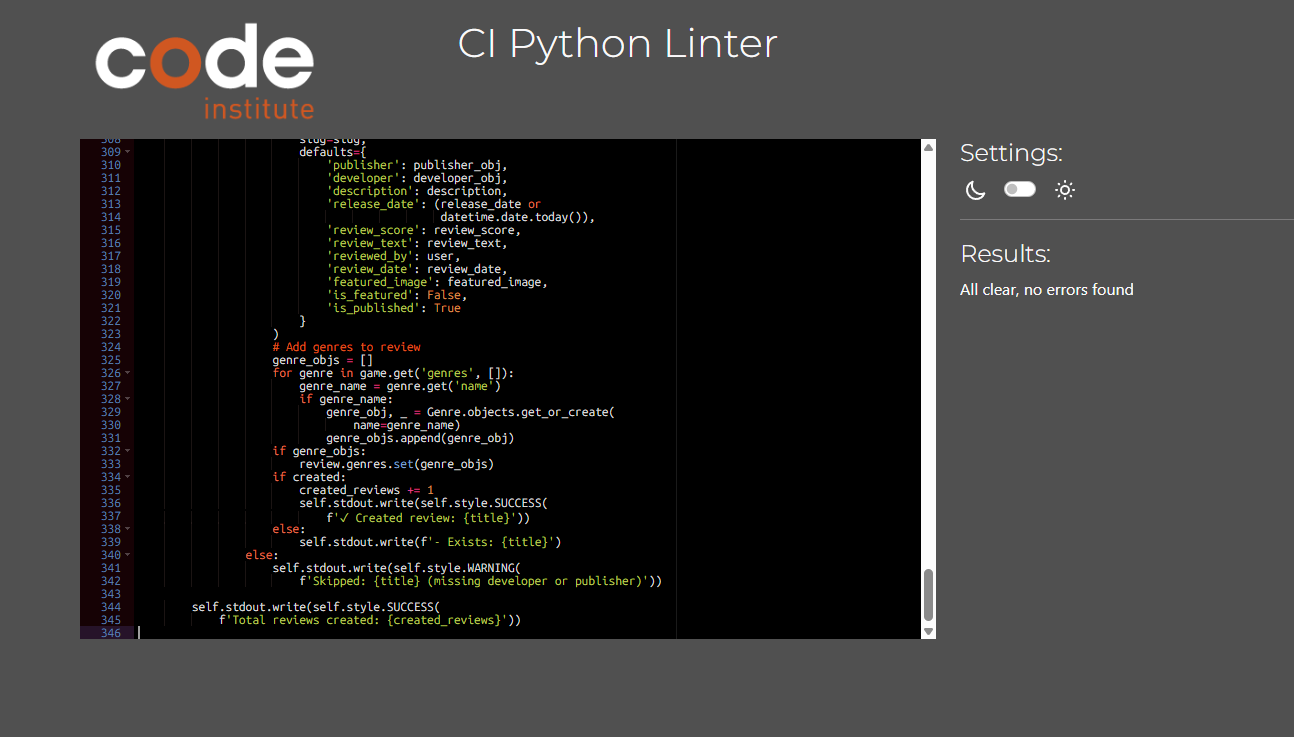 code
institute
CI Python Linter
308 slug=slug,
309 defaults={
310 'publisher': publisher_obj,
311 'developer': developer_obj,
312 'description': description,
313 'release_date': (release_date or
314 datetime.date.today()),
315 'review_score': review_score,
316 'review_text': review_text,
317 'reviewed_by': user,
318 'review_date': review_date,
319 'featured_image': featured_image,
320 'is_featured': False,
321 'is_published': True
322 }
323 )
324 # Add genres to review
325 genre_objs = []
326 for genre in game.get('genres', []):
327 genre_name = genre.get('name')
328 if genre_name:
329 genre_obj, _ = Genre.objects.get_or_create(
330 name=genre_name)
331 genre_objs.append(genre_obj)
332 if genre_objs:
333 review.genres.set(genre_objs)
334 if created:
335 created_reviews += 1
336 self.stdout.write(self.style.SUCCESS(
337 f'✓ Created review: {title}'))
338 else:
339 self.stdout.write(f'- Exists: {title}')
340 else:
341 self.stdout.write(self.style.WARNING(
342 f'Skipped: {title} (missing developer or publisher)'))
343
344 self.stdout.write(self.style.SUCCESS(
345 f'Total reviews created: {created_reviews}'))
346
Settings:
Results:
All clear, no errors found